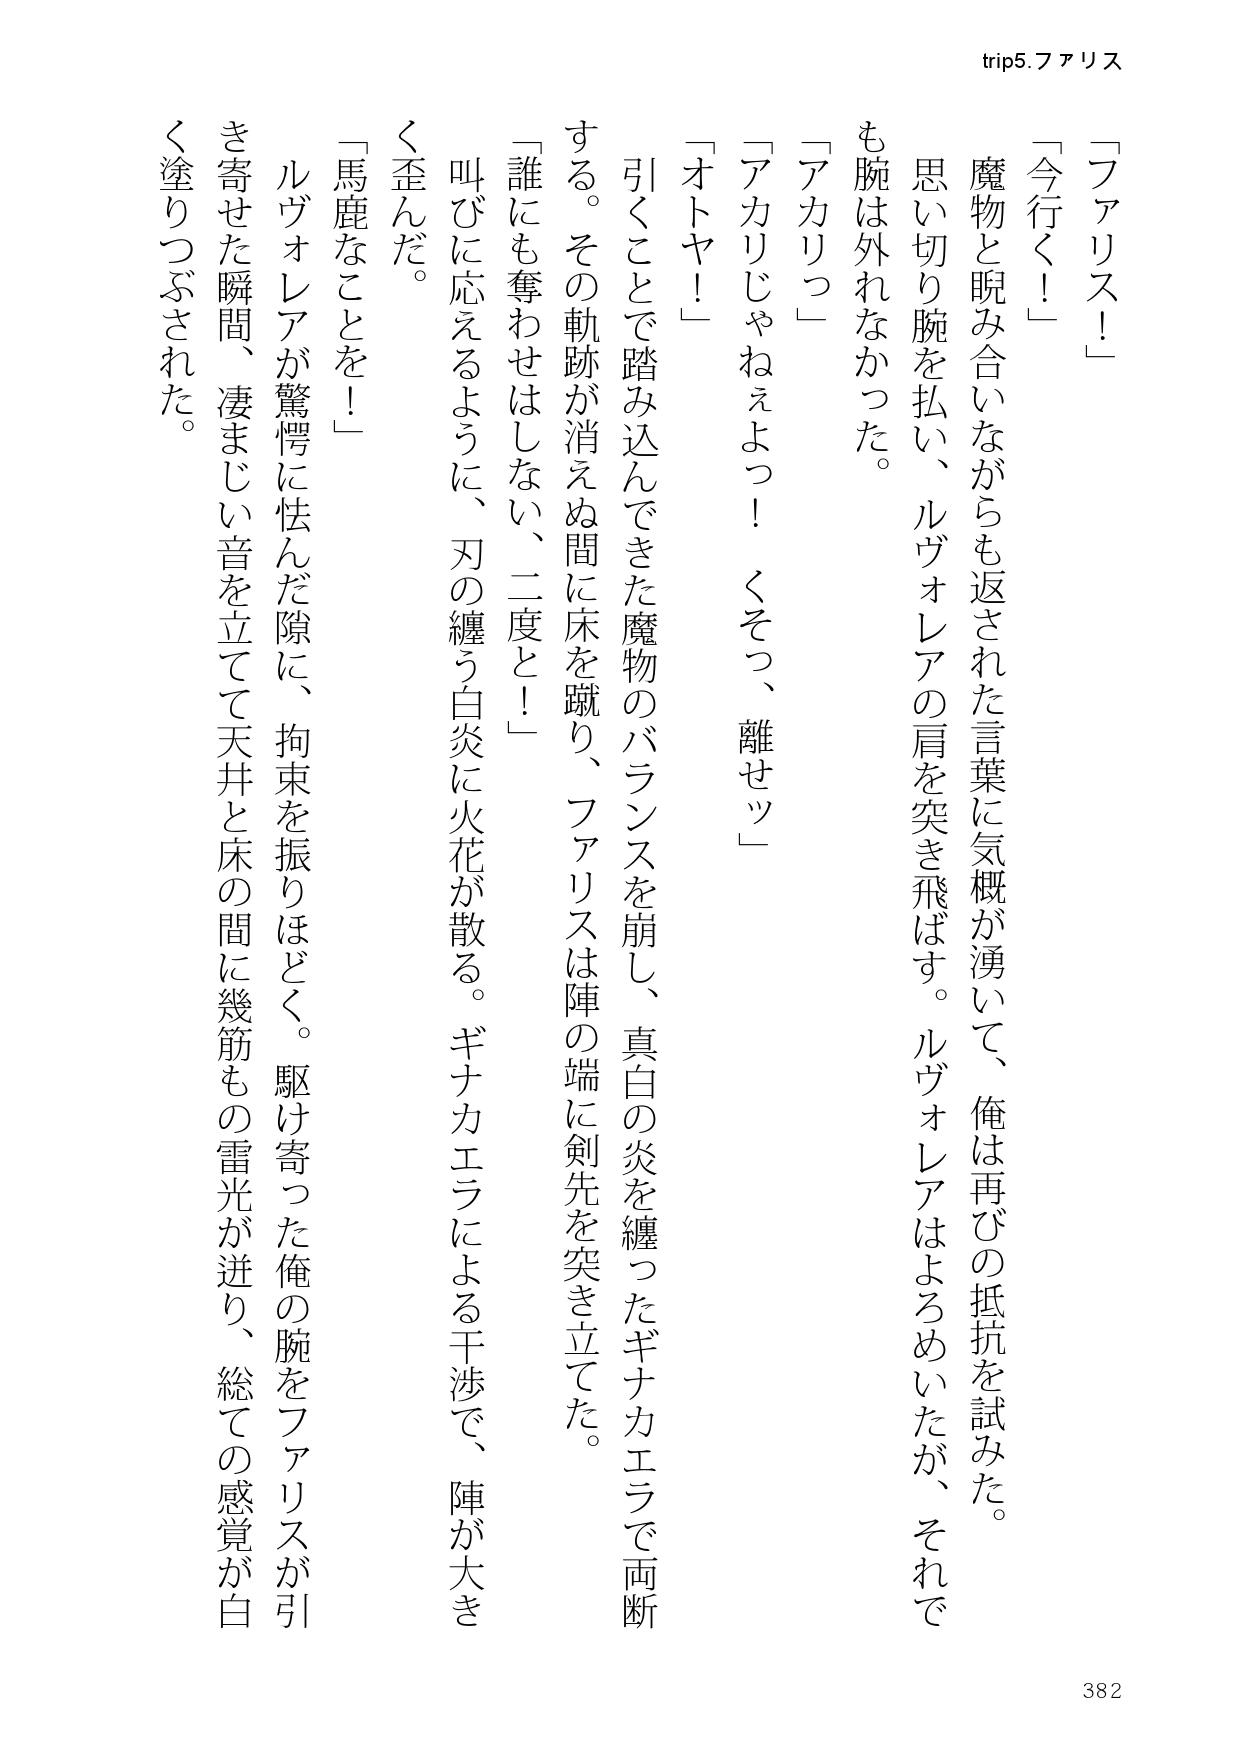 trip5.ファリス
「ファリス！」
「今行く！」
　魔物と睨み合いながらも返された言葉に気概が湧いて、俺は再びの抵抗を試みた。
　思い切り腕を払い、ルヴォレアの肩を突き飛ばす。ルヴォレアはよろめいたが、それで
も腕は外れなかった。
「アカリっ」
「アカリじゃねぇよっ！　くそっ、離せッ」
「オトヤ！」
　引くことで踏み込んできた魔物のバランスを崩し、真白の炎を纏ったギナカエラで両断
する。その軌跡が消えぬ間に床を蹴り、ファリスは陣の端に剣先を突き立てた。
「誰にも奪わせはしない、二度と！」
　叫びに応えるように、刃の纏う白炎に火花が散る。ギナカエラによる干渉で、陣が大き
く歪んだ。
「馬鹿なことを！」
　ルヴォレアが驚愕に怯んだ隙に、拘束を振りほどく。駆け寄った俺の腕をファリスが引
き寄せた瞬間、凄まじい音を立てて天井と床の間に幾筋もの雷光が迸り、総ての感覚が白
く塗りつぶされた。
382